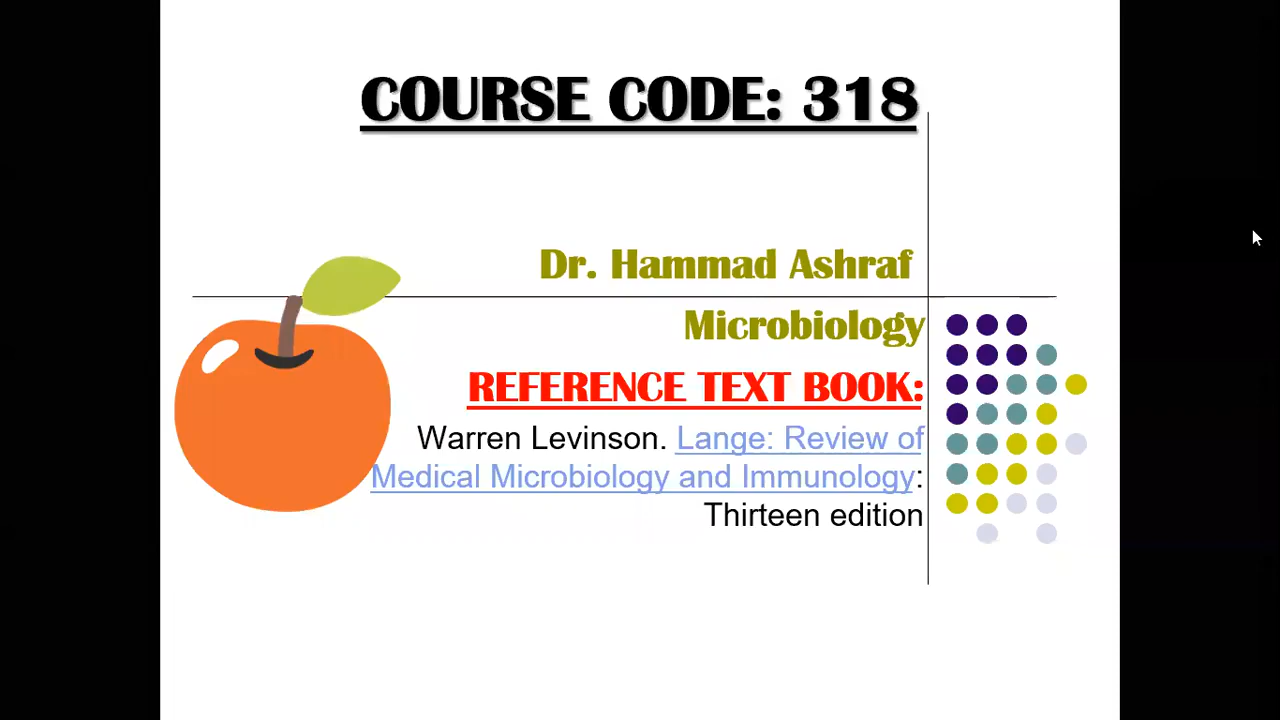 COURSE CODE: 318
Dr. Hammad Ashraf
Microbiology
REFERENCE TEXT BOOK:
Warren Levinson. Lange: Review of
Medical Microbiology and Immunology:
Thirteen edition